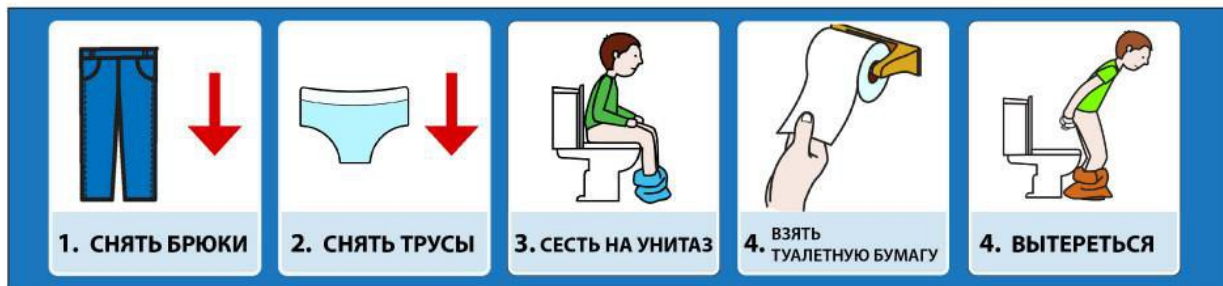 1. СНЯТЬ БРЮКИ
2. СНЯТЬ ТРУСЫ
3. СЕСТЬ НА УНИТАЗ
4. ВЗЯТЬ
ТУАЛЕТНУЮ БУМАГУ
4. ВЫТЕРЕТЬСЯ